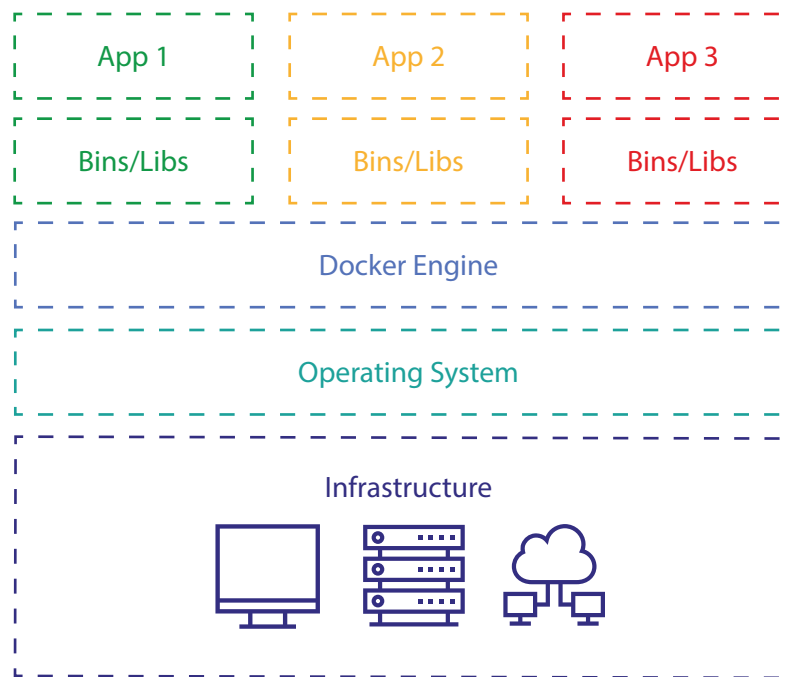 App 1
App 2
App 3
Bins/Libs
Bins/Libs
Bins/Libs
Docker Engine
Operating System
Infrastructure